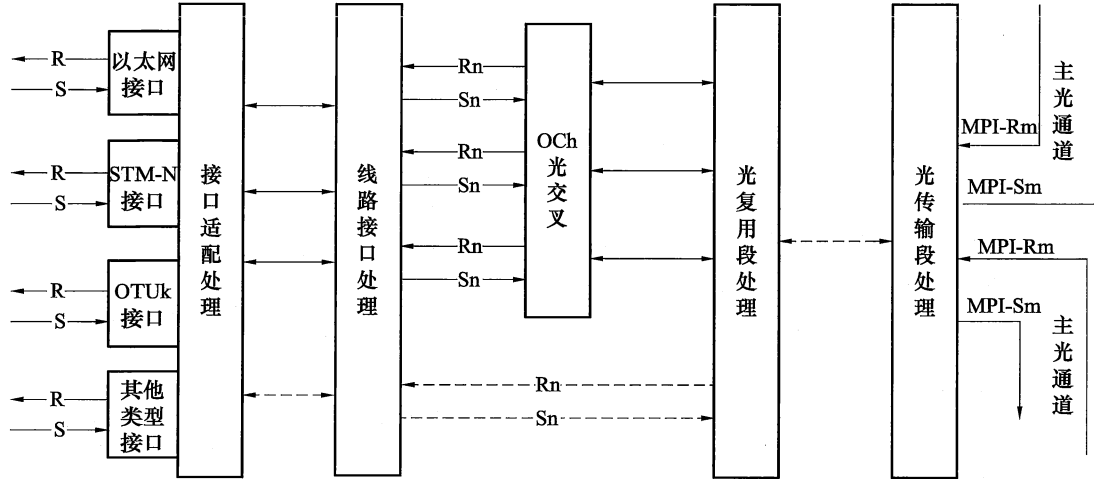 R
S
以太网
接口
R
S
STM-N
接口
R
S
OTUk
接口
R
S
其他
类型
接口
接口适配处理
线路接口处理
Rn
Sn
Rn
Sn
Rn
Sn
Rn
Sn
OCh
光交叉
光复用段处理
光传输段处理
MPI-Rm
MPI-Sm
MPI-Rm
MPI-Sm
主光通道
主光通道